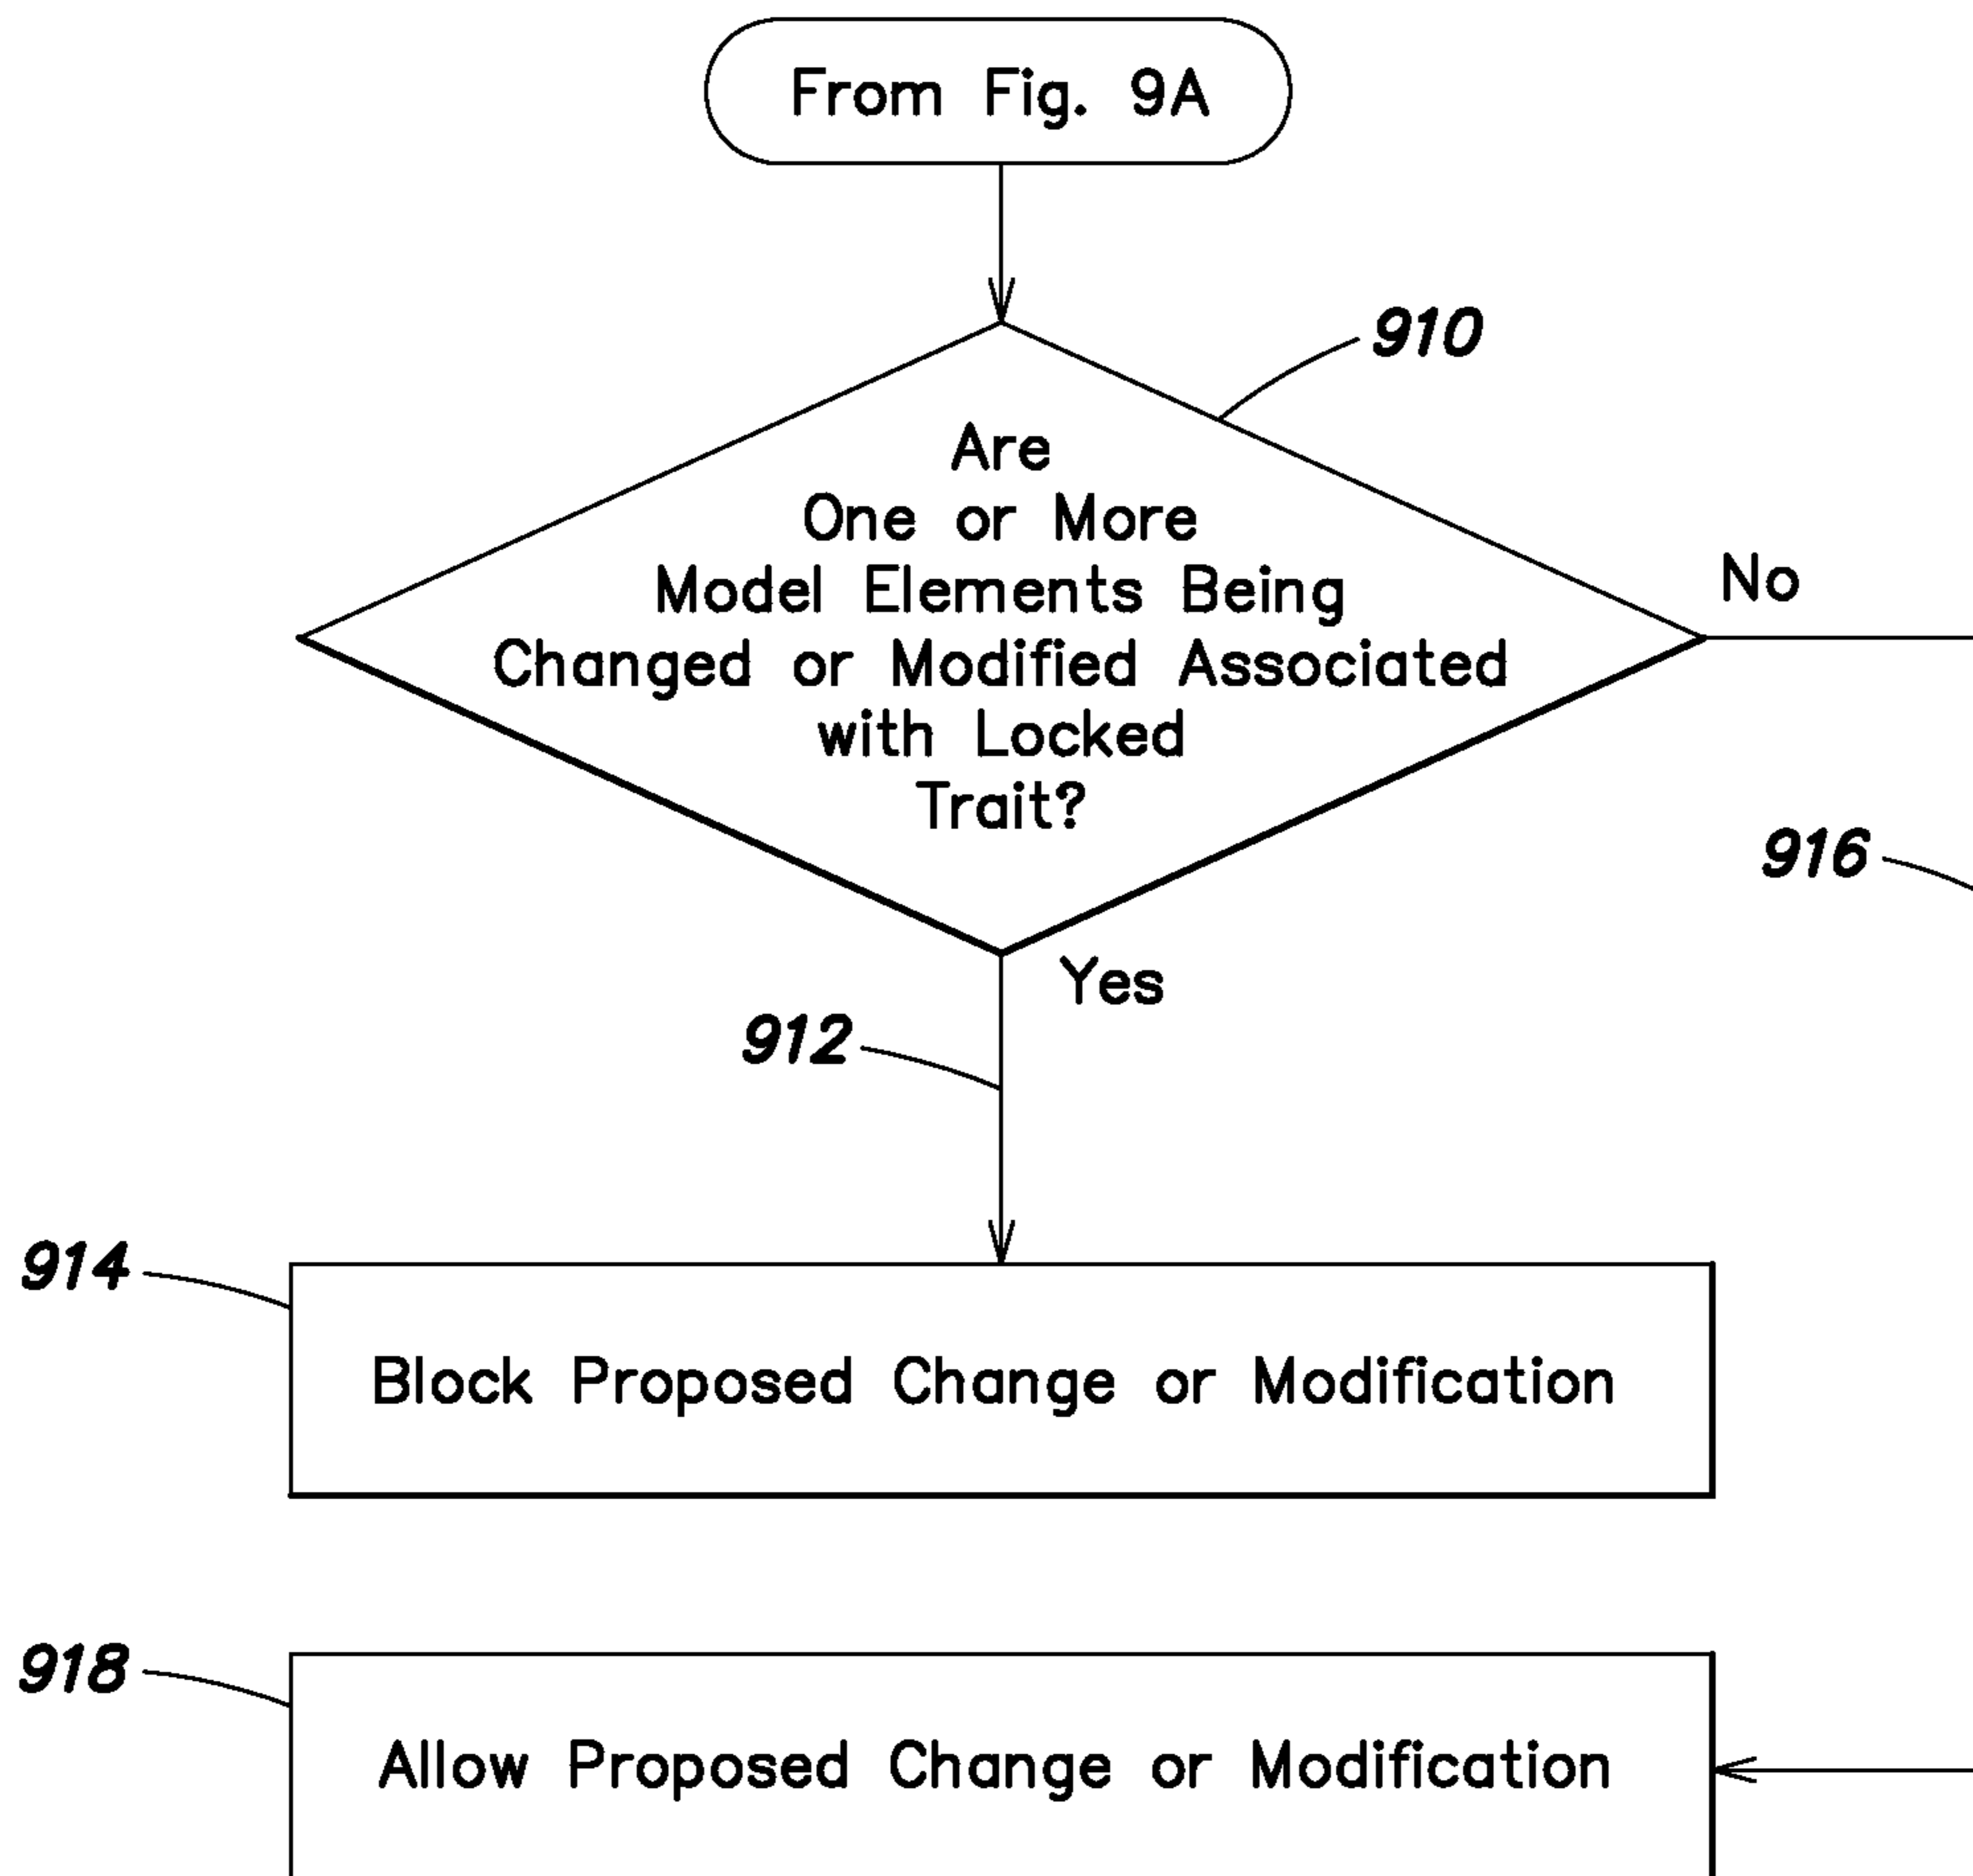 From Fig. 9A
910
Are
One or More
Model Elements Being
Changed or Modified Associated
with Locked
Trait?
No
916
Yes
912
914
Block Proposed Change or Modification
918
Allow Proposed Change or Modification